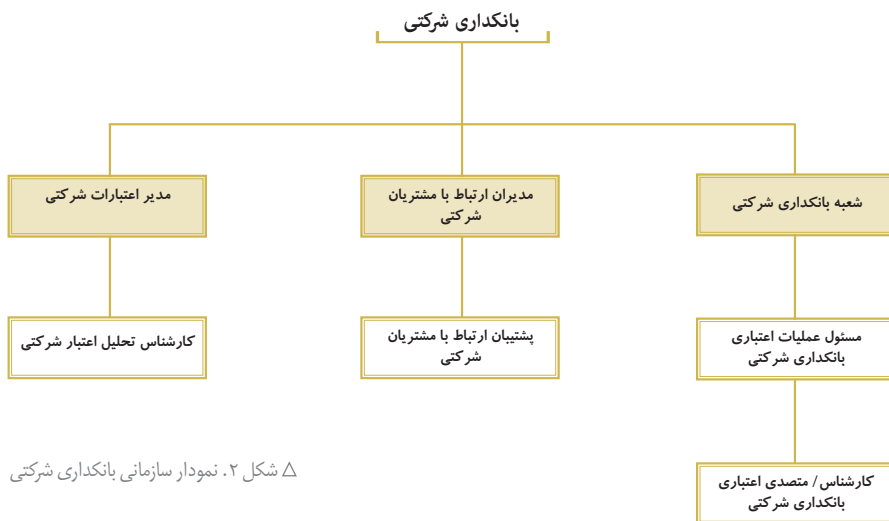 بانکداری شرکتی
شعبه بانکداری شرکتی
مدیران ارتباط با مشتریان
شرکتی
مدیر اعتبارات شرکتی
مسئول عملیات اعتباری
بانکداری شرکتی
پشتیبان ارتباط با مشتریان
شرکتی
کارشناس تحلیل اعتبار شرکتی
کارشناس/ متصدی اعتباری
بانکداری شرکتی
△ شکل ۲. نمودار سازمانی بانکداری شرکتی